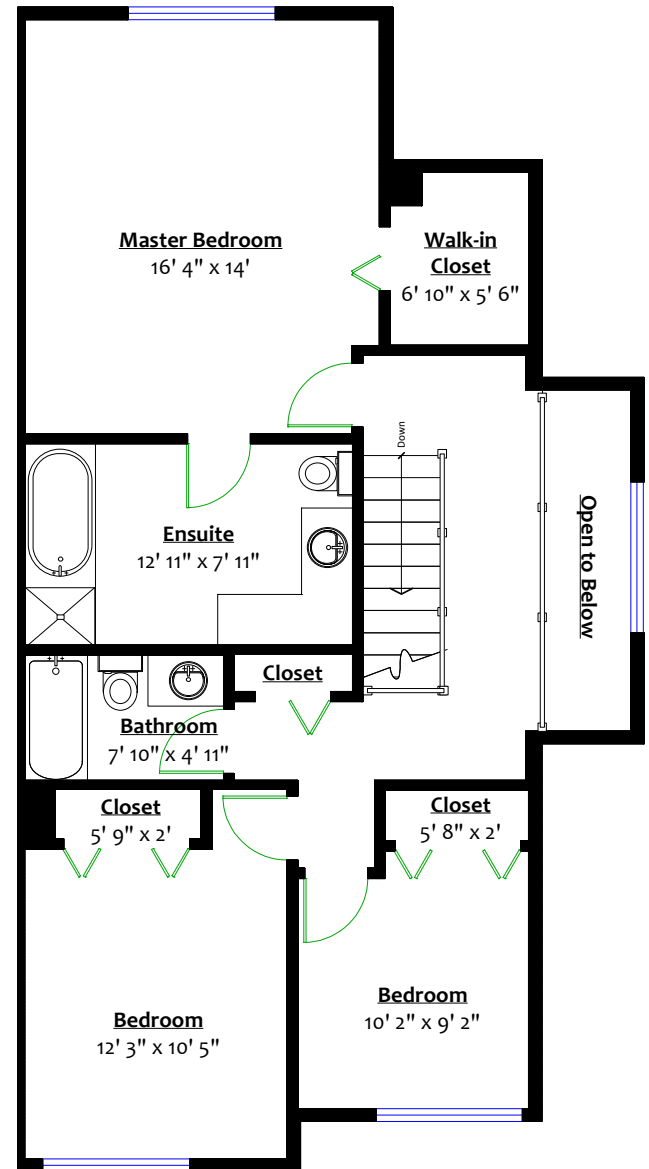 Master Bedroom
16' 4" x 14'
Walk-in
Closet
6' 10" x 5' 6"
Down
Ensuite
12' 11" x 7' 11"
Open to Below
Closet
Bathroom
7' 10" x 4' 11"
Closet
5' 9" x 2'
Closet
5' 8" x 2'
Bedroom
10' 2" x 9' 2"
Bedroom
12' 3" x 10' 5"